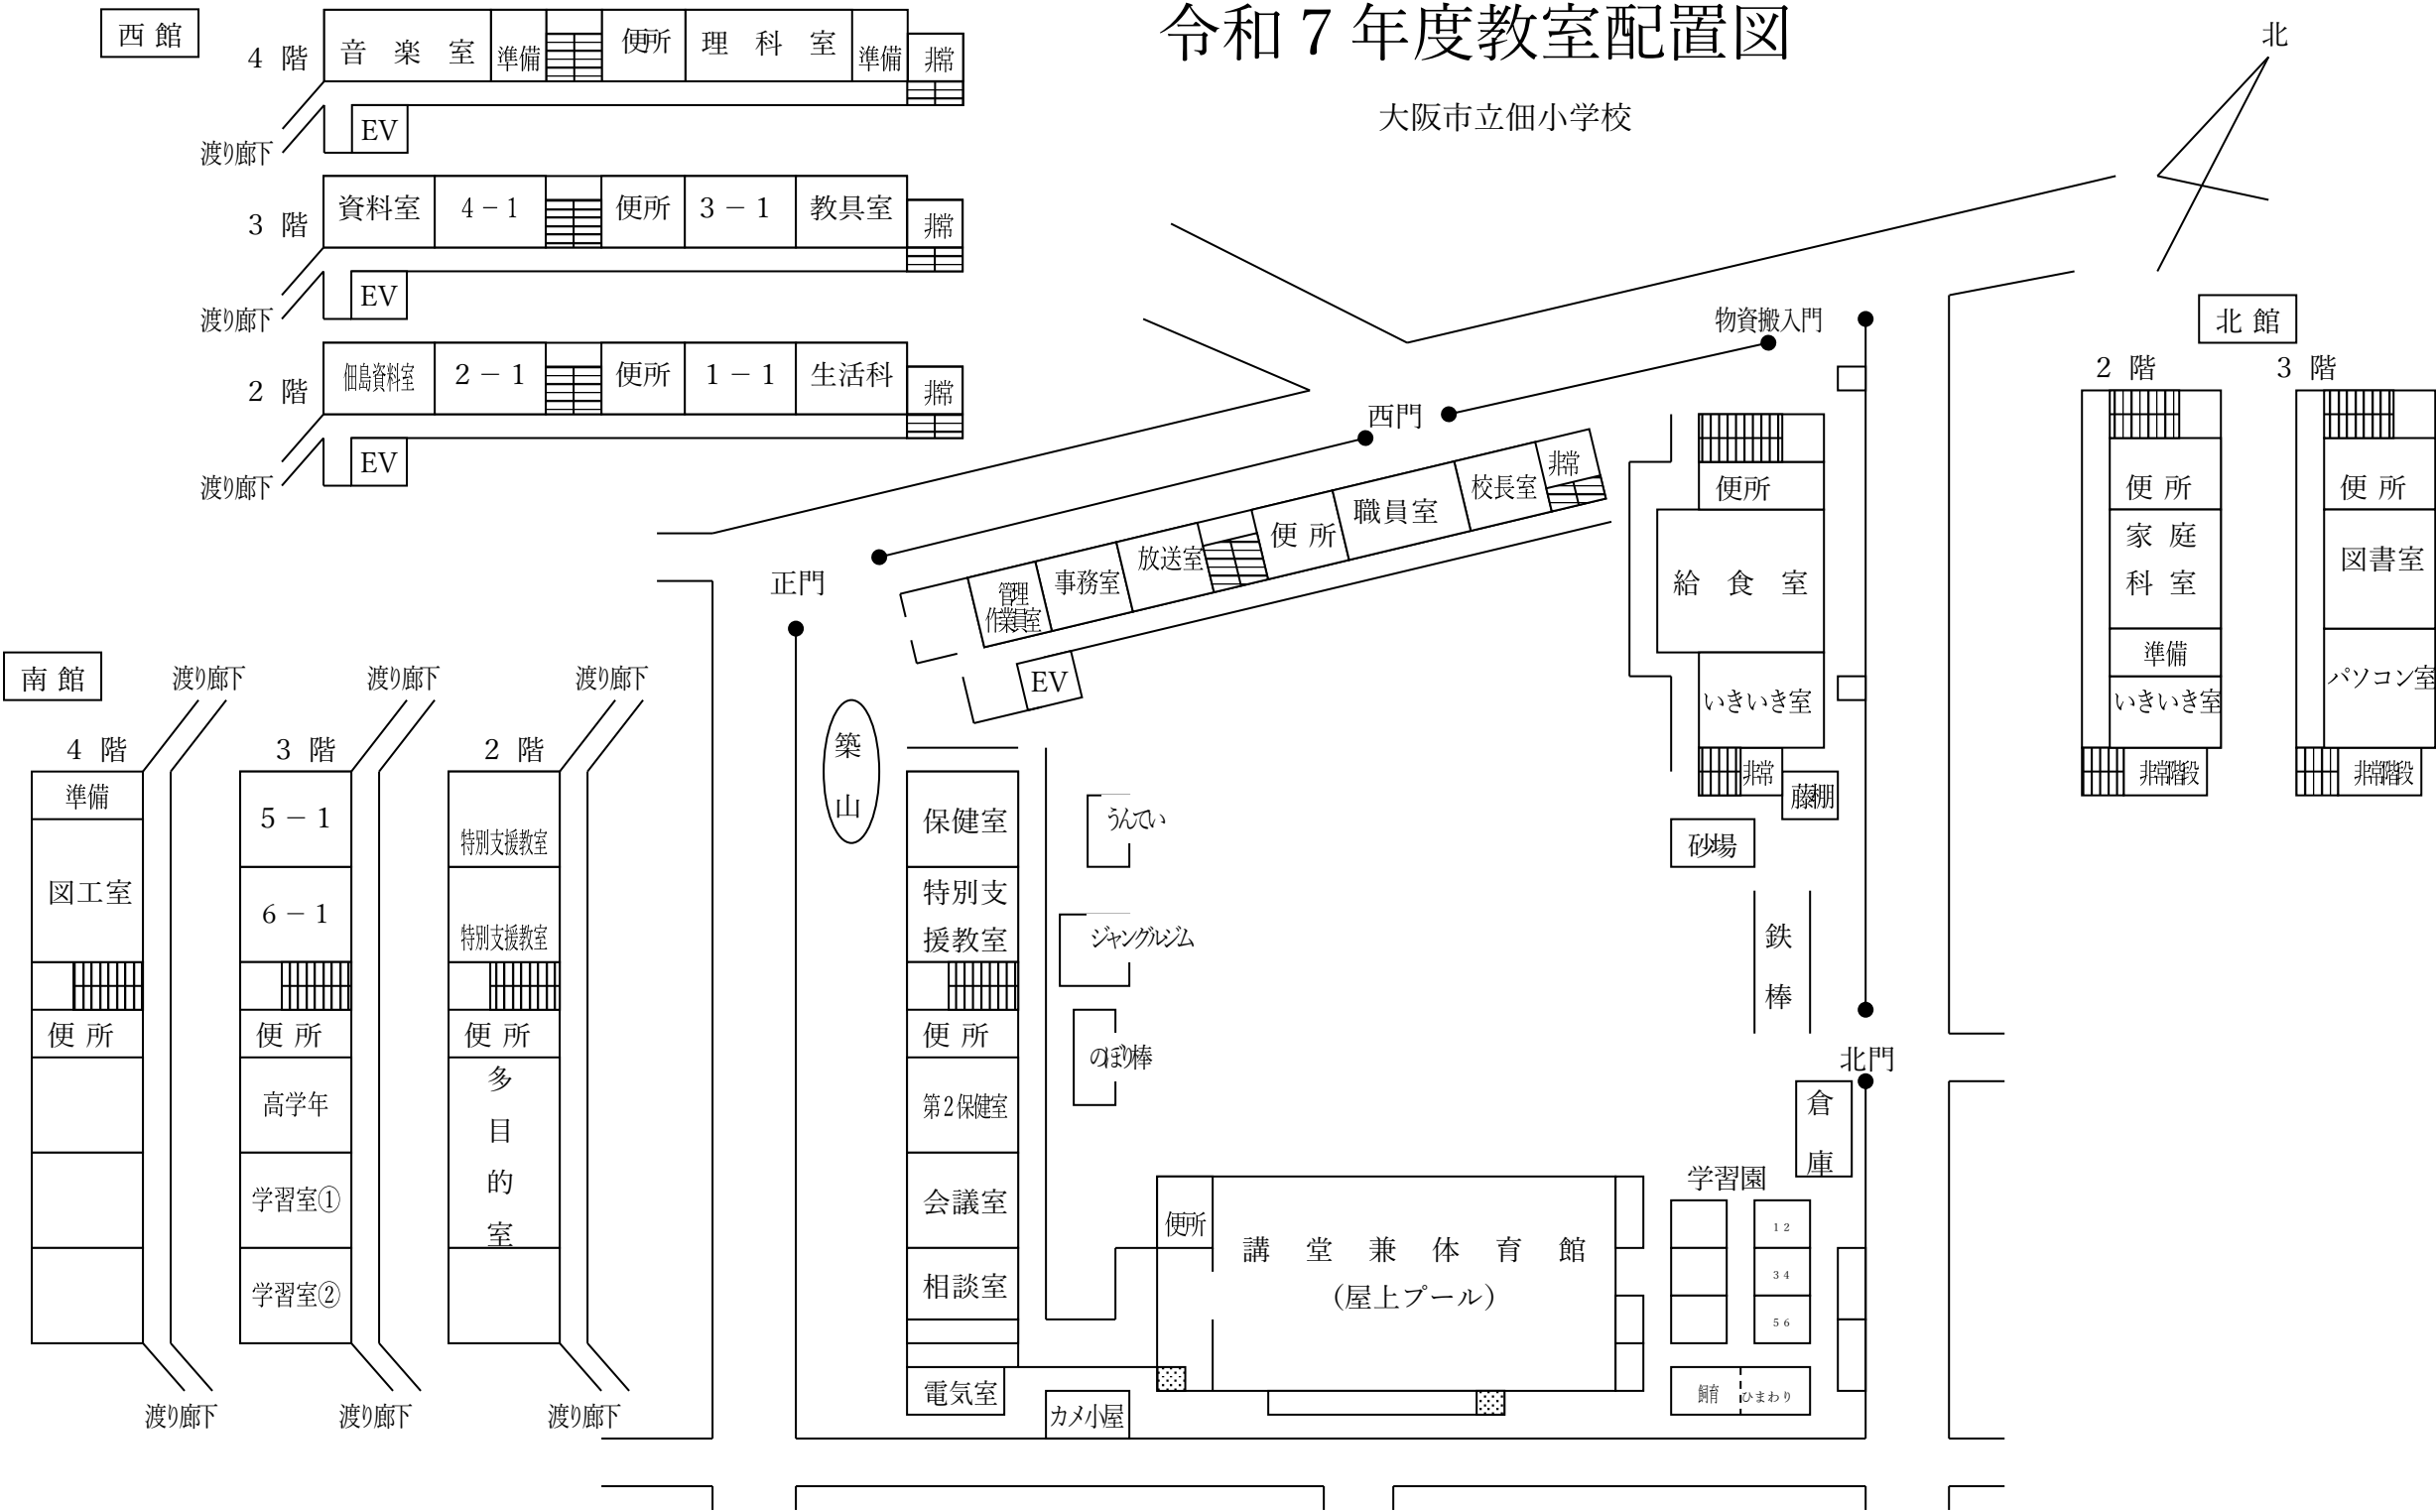 令和７年度教室配置図
大阪市立佃小学校
北
西館
４階
音楽室
準備
便所
理科室
準備
非常
EV
渡り廊下
３階
資料室
４－１
便所
３－１
教具室
非常
EV
渡り廊下
２階
佃島資料室
２－１
便所
１－１
生活科
非常
EV
渡り廊下
物資搬入門
西門
正門
管理
作業員室
事務室
放送室
便所
職員室
校長室
非常
EV
便所
給食室
いきいき室
非常
藤棚
砂場
鉄棒
北館
２階
便所
家庭
科室
準備
いきいき室
非常階段
３階
便所
図書室
パソコン室
非常階段
南館
渡り廊下
渡り廊下
渡り廊下
４階
準備
図工室
便所
渡り廊下
３階
５－１
６－１
便所
高学年
学習室①
学習室②
渡り廊下
２階
特別支援教室
特別支援教室
便所
多目的室
渡り廊下
築山
保健室
特別支
援教室
便所
第２保健室
会議室
相談室
電気室
カメ小屋
うんてい
ジャングルジム
のぼり棒
便所
講堂兼体育館
（屋上プール）
北門
倉庫
学習園
１２
３４
５６
飼育
ひまわり